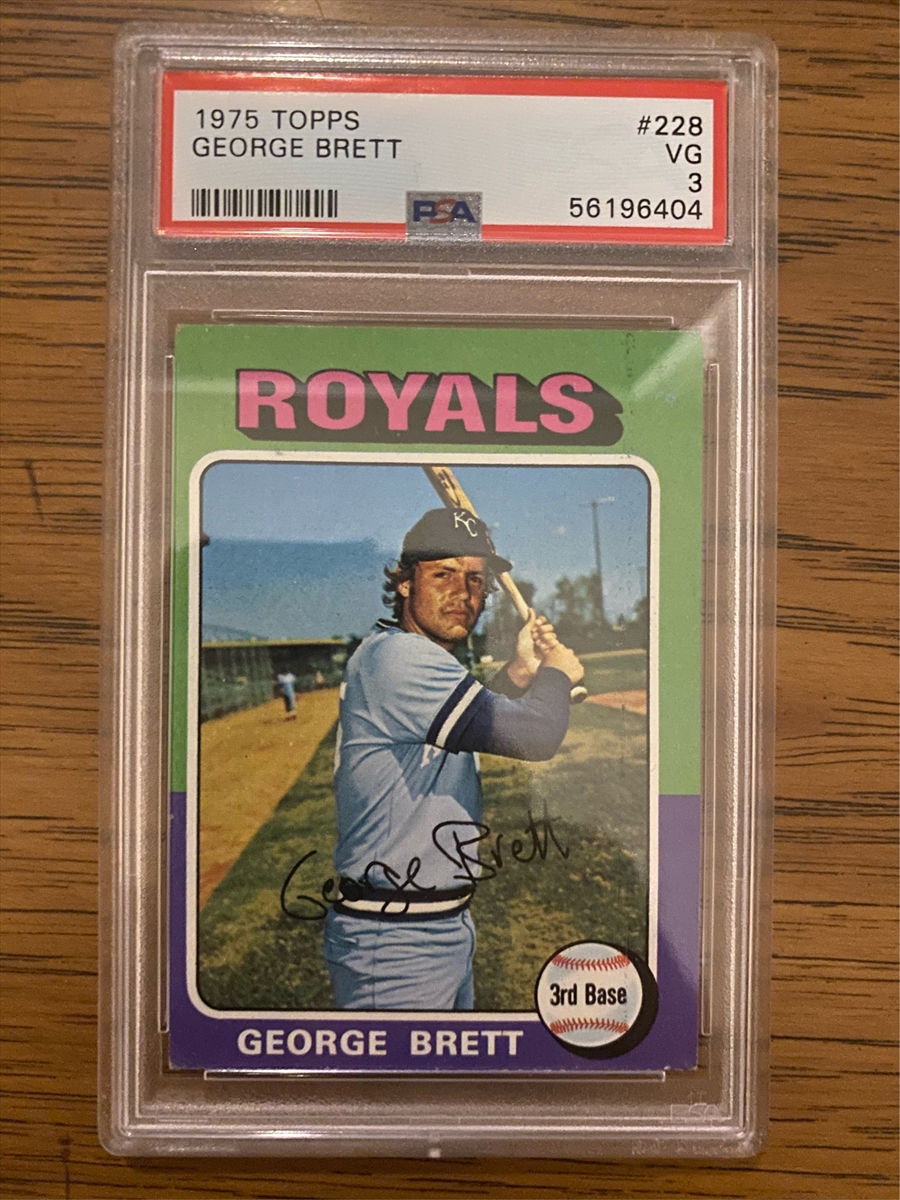 1975 TOPPS #228
GEORGE BRETT VG
3
PSA 56196404
ROYALS
KC
George Brett
3rd Base
GEORGE BRETT